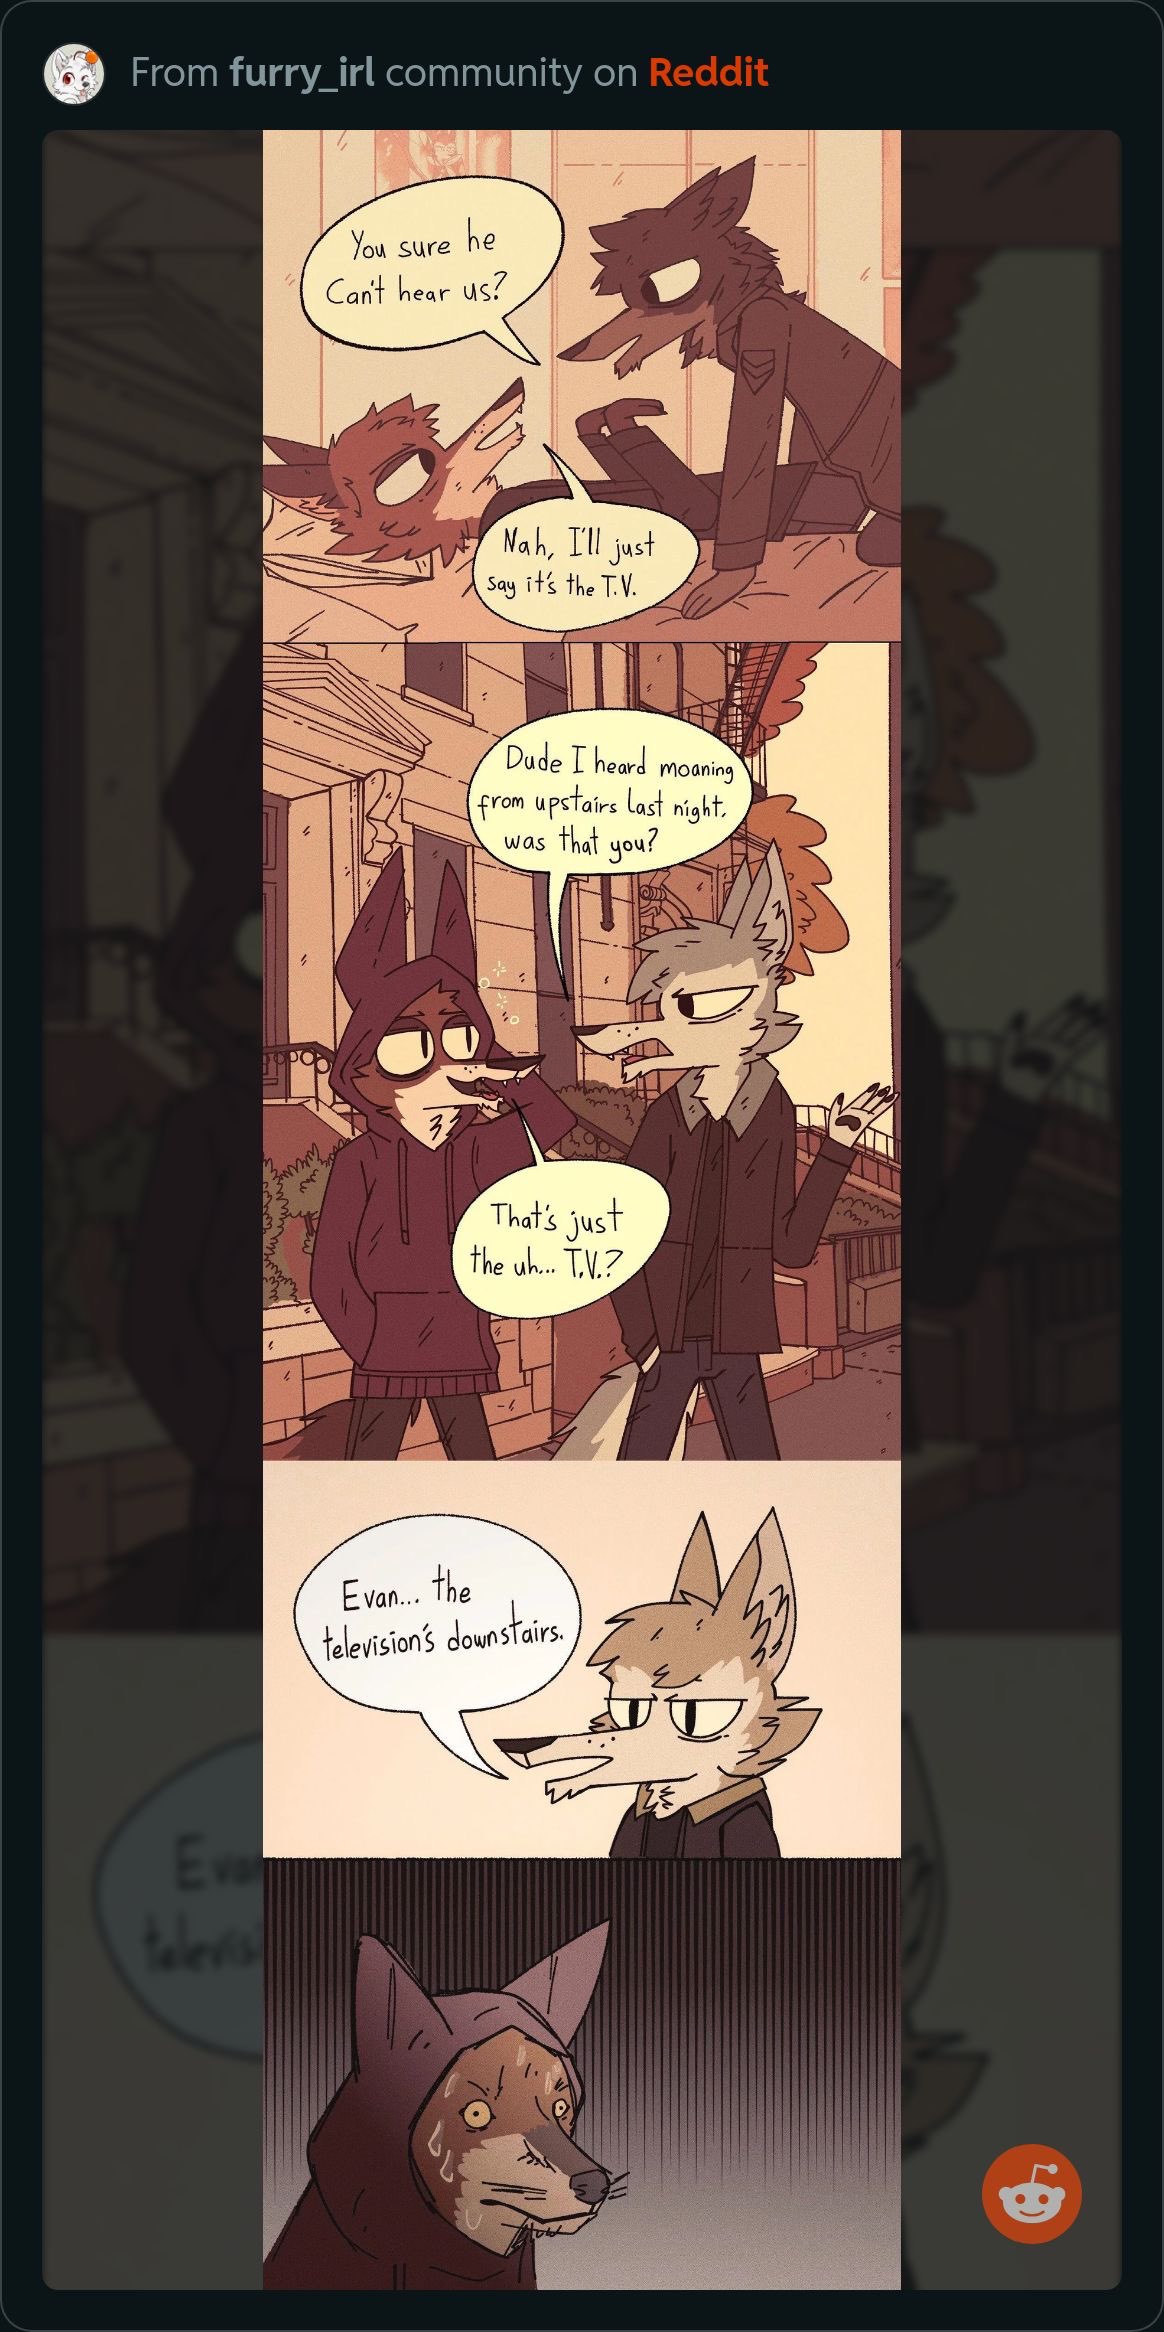 From furry_irl community on Reddit
You sure he
Can't hear us?
Nah, I'll just
say it's the T.V.
Dude I heard moaning
from upstairs last night,
was that you?
That's just
the uh... T.V.?
Evan... the
television's downstairs.